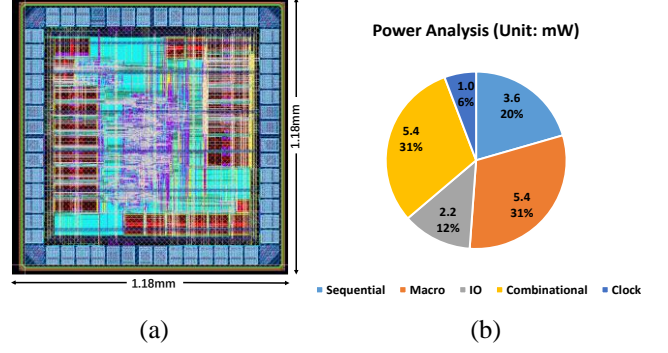 Power Analysis (Unit: mW)
1.0
6%
3.6
20%
5.4
31%
5.4
31%
2.2
12%
1.18mm
1.18mm
Sequential Macro IO Combinational Clock
(a) (b)